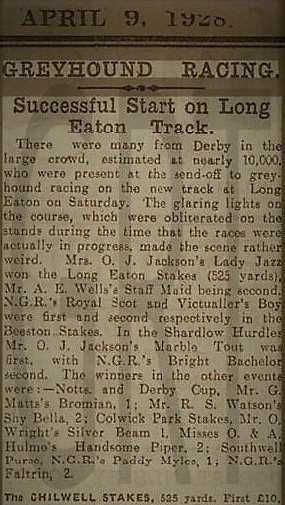 APRIL 9, 1928.
GREYHOUND RACING.
Successful Start on Long
Eaton Track.
There were many from Derby in the
large crowd, estimated at nearly 10,000,
who were present at the send-off to grey-
hound racing on the new track at Long
Eaton on Saturday. The glaring lights on
the course, which were obliterated on the
stands during the time that the races were
actually in progress, made the scene rather
weird. Mrs. O. J. Jackson's Lady Jazz
won the Long Eaton Stakes (525 yards),
Mr. A. E. Wells's Staff Maid being second.
N.G.R.'s Royal Scot and Victualler's Boy
were first and second respectively in the
Beeston Stakes. In the Shardlow Hurdles
Mr. O. J. Jackson's Marble Tout was
first, with N.G.R.'s Bright Bachelor
second. The winners in the other events
were:—Notts. and Derby Cup, Mr. G.
Matts's Bromian, 1; Mr. R. S. Watson's
Shy Bella, 2; Colwick Park Stakes, Mr. O.
Wright's Silver Beam 1, Misses O. & A.
Hulme's Handsome Piper, 2; Southwell
Purse, N.G.R.'s Paddy Myles, 1; N.G.R.'s
Faltrin, 2.
The CHILWELL STAKES, 525 yards. First £10,